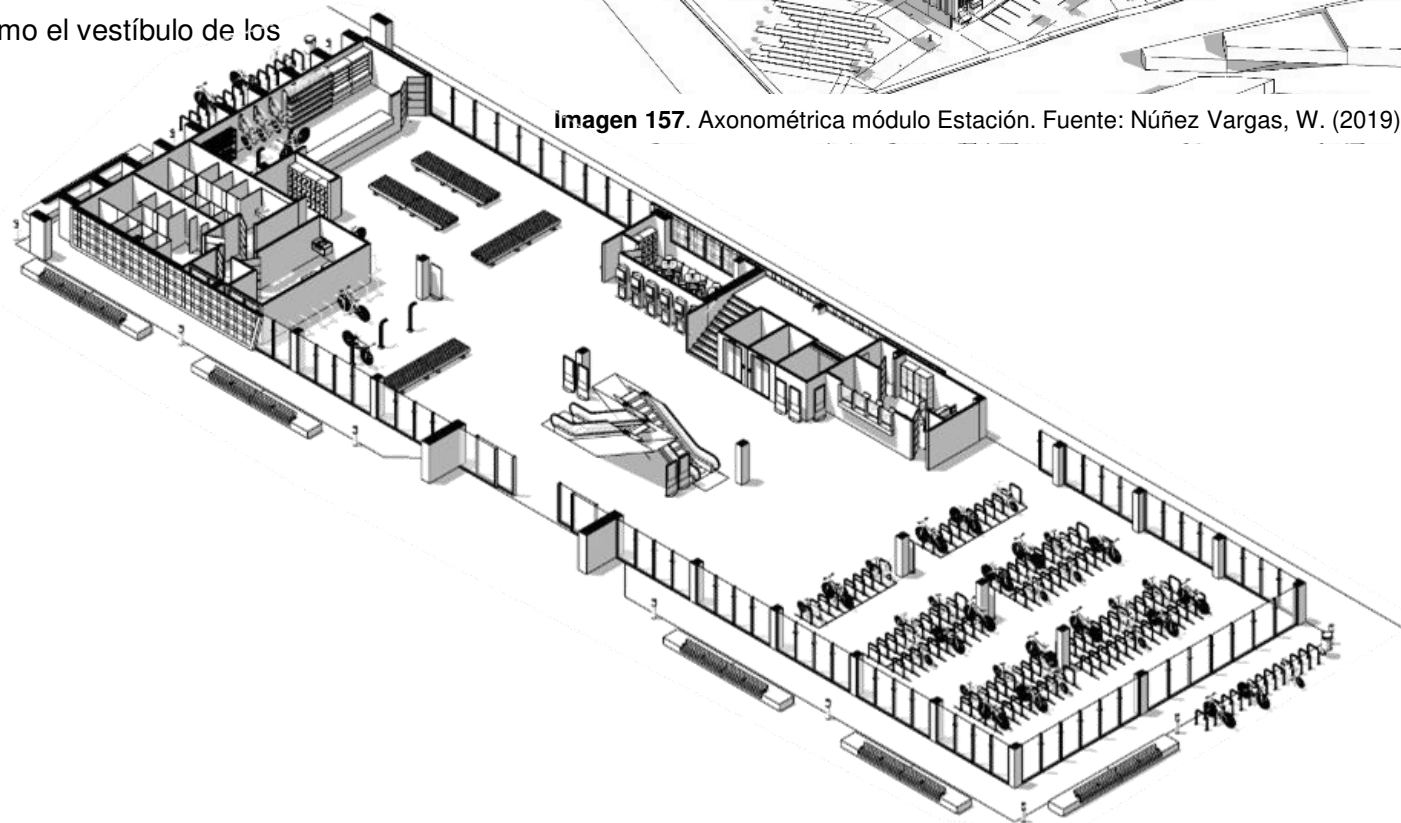 mo el vestíbulo de los
Imagen 157. Axonométrica módulo Estación. Fuente: Núñez Vargas, W. (2019)